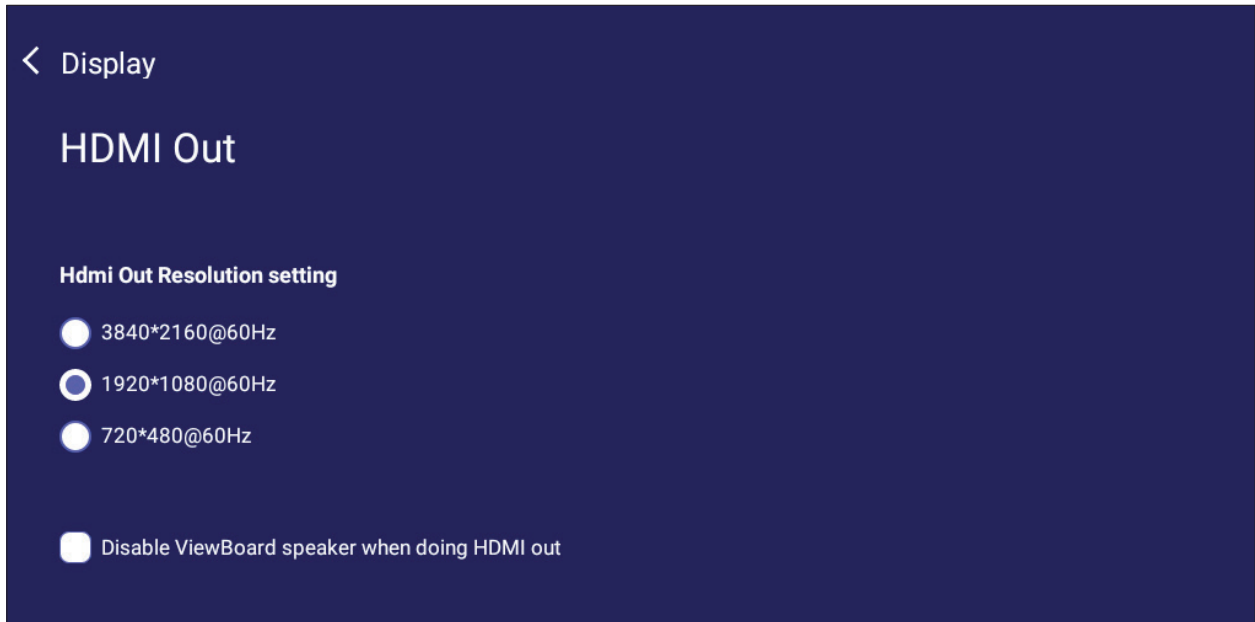 Display
HDMI Out
Hdmi Out Resolution setting
3840*2160@60Hz
1920*1080@60Hz
720*480@60Hz
Disable ViewBoard speaker when doing HDMI out